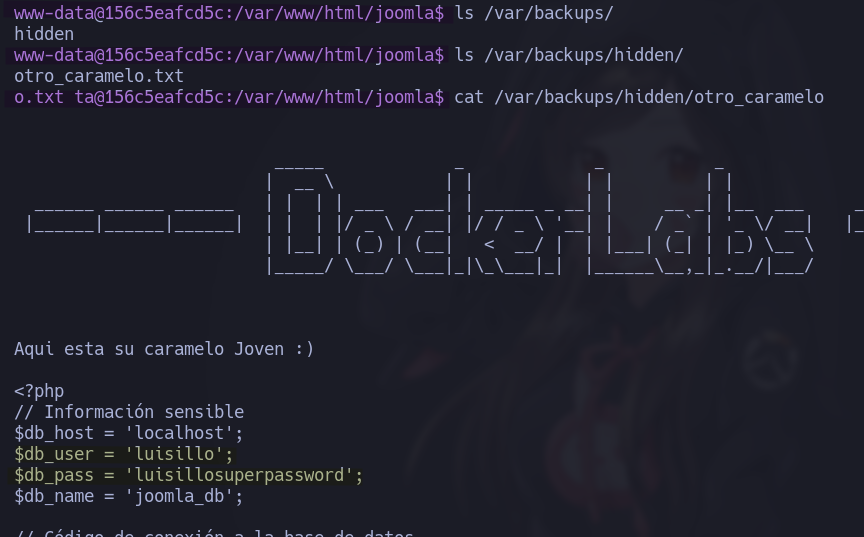 www-data@156c5eafcd5c:/var/www/html/joomla$ ls /var/backups/
hidden
www-data@156c5eafcd5c:/var/www/html/joomla$ ls /var/backups/hidden/
otro_caramelo.txt
o.txt ta@156c5eafcd5c:/var/www/html/joomla$ cat /var/backups/hidden/otro_caramelo
DockerLabs
Aqui esta su caramelo Joven :)
<?php
// Información sensible
$db_host = 'localhost';
$db_user = 'luisillo';
$db_pass = 'luisillosuperpassword';
$db_name = 'joomla_db';
// Código de conexión a la base de datos